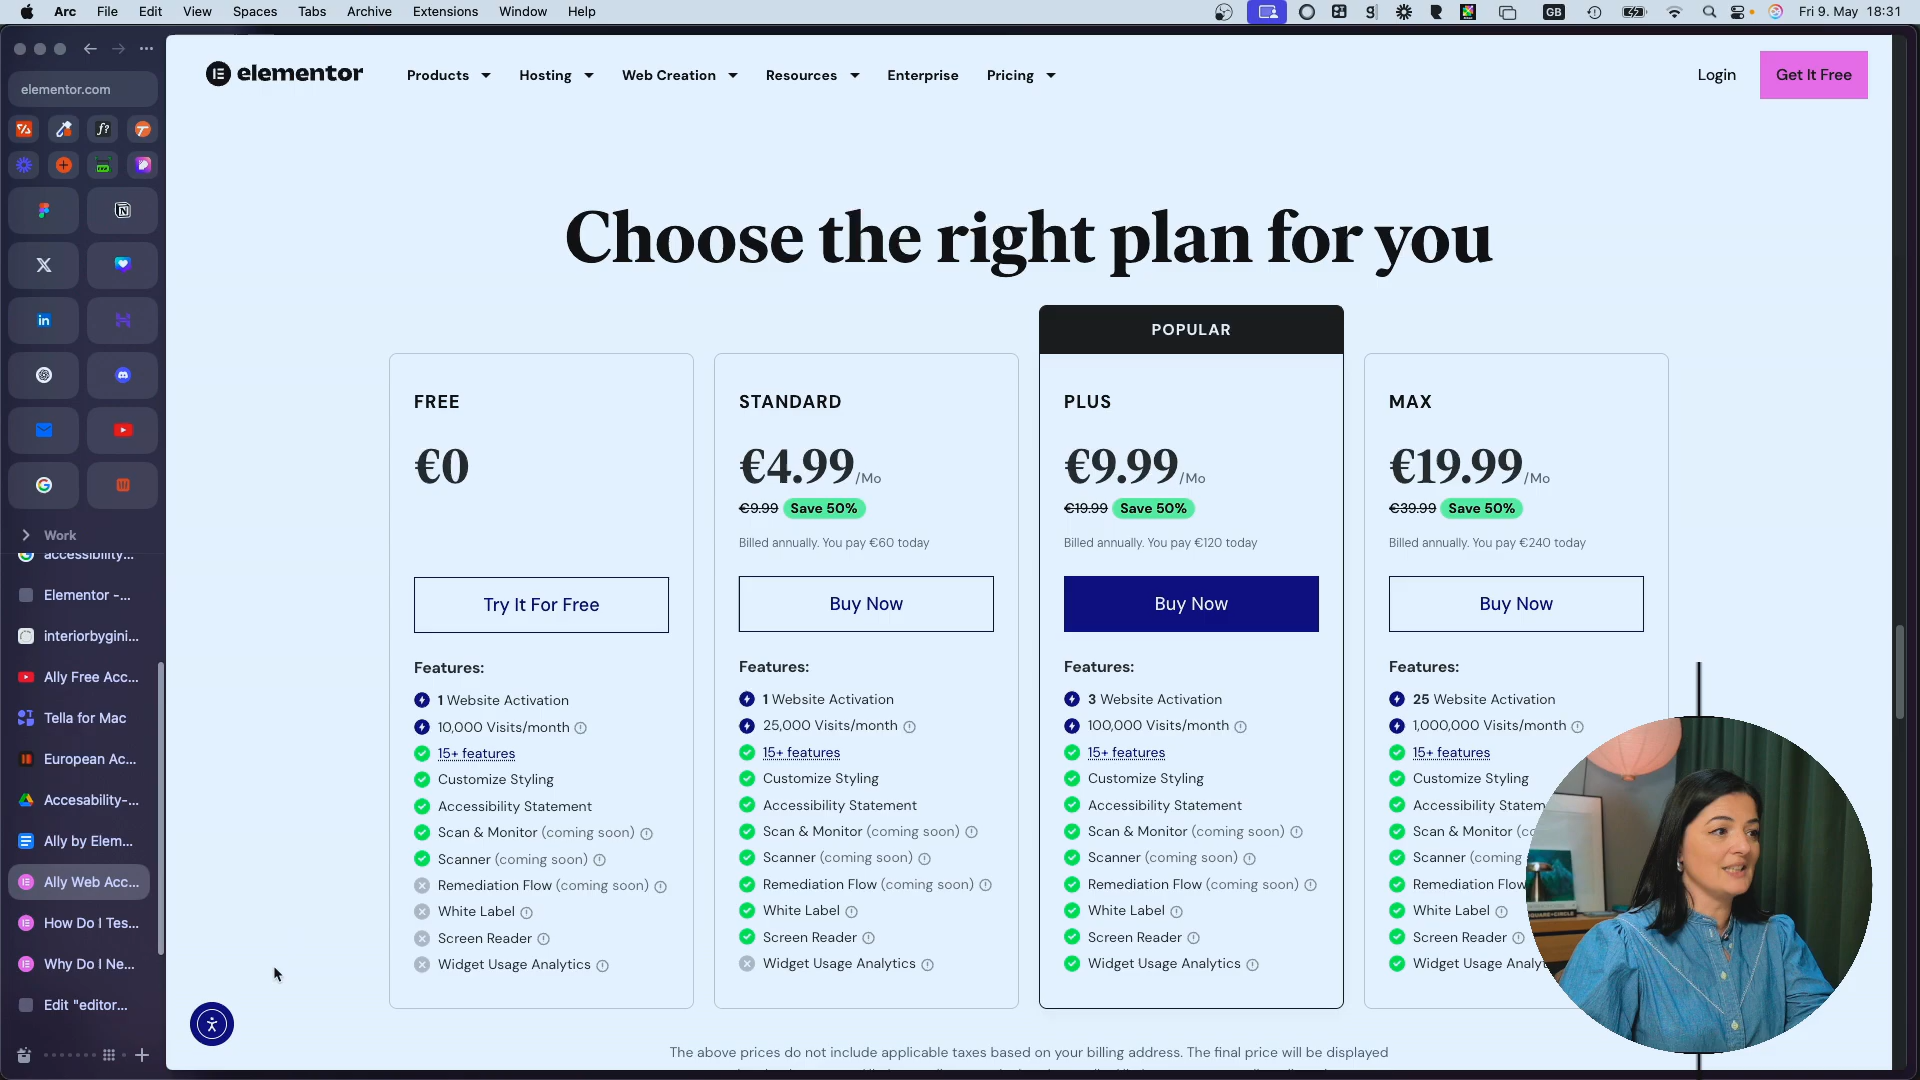 Arc File Edit View Spaces Tabs Archive Extensions Window Help
GB
Fri 9. May 18:31
elementor.com
Work
accessibility...
Elementor -...
interiorbygini...
Ally Free Acc...
Tella for Mac
European Ac...
Accesability-...
Ally by Elem...
Ally Web Acc...
How Do I Tes...
Why Do I Ne...
Edit "editor...
elementor
Products
Hosting
Web Creation
Resources
Enterprise
Pricing
Login
Get It Free
Choose the right plan for you
FREE
€0
Try It For Free
Features:
1 Website Activation
10,000 Visits/month
15+ features
Customize Styling
Accessibility Statement
Scan & Monitor (coming soon)
Scanner (coming soon)
Remediation Flow (coming soon)
White Label
Screen Reader
Widget Usage Analytics
STANDARD
€4.99/Mo
€9.99 Save 50%
Billed annually. You pay €60 today
Buy Now
Features:
1 Website Activation
25,000 Visits/month
15+ features
Customize Styling
Accessibility Statement
Scan & Monitor (coming soon)
Scanner (coming soon)
Remediation Flow (coming soon)
White Label
Screen Reader
Widget Usage Analytics
POPULAR
PLUS
€9.99/Mo
€19.99 Save 50%
Billed annually. You pay €120 today
Buy Now
Features:
3 Website Activation
100,000 Visits/month
15+ features
Customize Styling
Accessibility Statement
Scan & Monitor (coming soon)
Scanner (coming soon)
Remediation Flow (coming soon)
White Label
Screen Reader
Widget Usage Analytics
MAX
€19.99/Mo
€39.99 Save 50%
Billed annually. You pay €240 today
Buy Now
Features:
25 Website Activation
1,000,000 Visits/month
15+ features
Customize Styling
Accessibility Statem
Scan & Monitor (co
Scanner (coming
Remediation Flow
White Label
Screen Reader
Widget Usage Analyt
The above prices do not include applicable taxes based on your billing address. The final price will be displayed